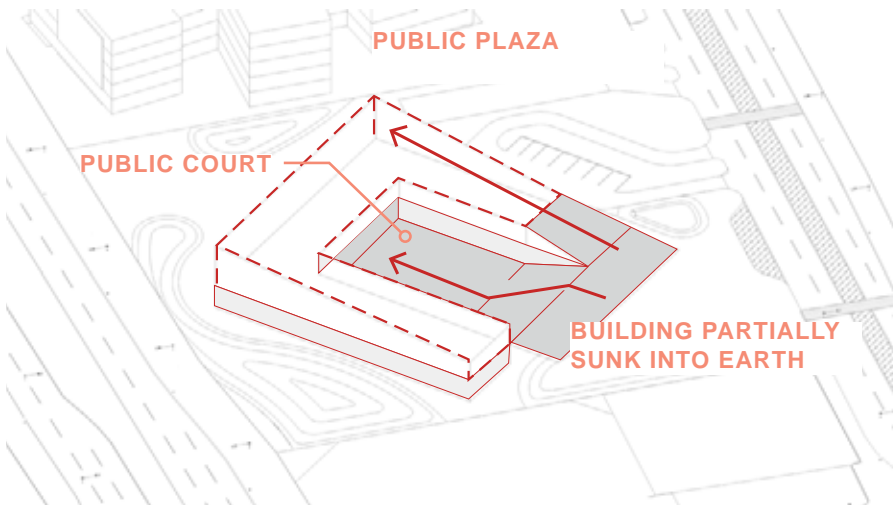 PUBLIC PLAZA
PUBLIC COURT
BUILDING PARTIALLY
SUNK INTO EARTH